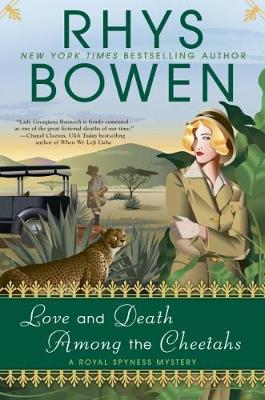 RHYS
NEW YORK TIMES BESTSELLING AUTHOR
BOWEN
"Lady Georgiana Rannoch is firmly cemented
as one of the great fictional sleuths of our time."
—Chanel Cleeton, USA Today bestselling
author of When We Left Cuba
Love and Death
Among the Cheetahs
A ROYAL SPYNESS MYSTERY